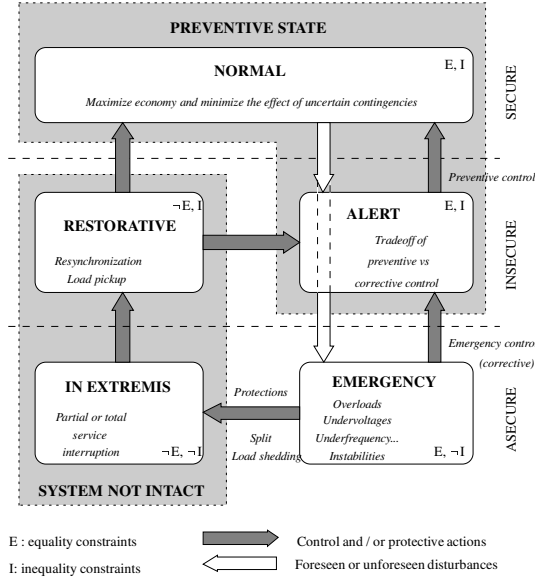 PREVENTIVE STATE
NORMAL
E, I
Maximize economy and minimize the effect of uncertain contingencies
SECURE
Preventive control
RESTORATIVE
¬E, I
Resynchronization
Load pickup
ALERT
E, I
Tradeoff of
preventive vs
corrective control
INSECURE
Emergency control
(corrective)
IN EXTREMIS
Partial or total
service
interruption
¬E, ¬I
Protections
Split
Load shedding
EMERGENCY
Overloads
Undervoltages
Underfrequency...
Instabilities
E, ¬I
ASECURE
SYSTEM NOT INTACT
E : equality constraints
Control and / or protective actions
I: inequality constraints
Foreseen or unforeseen disturbances